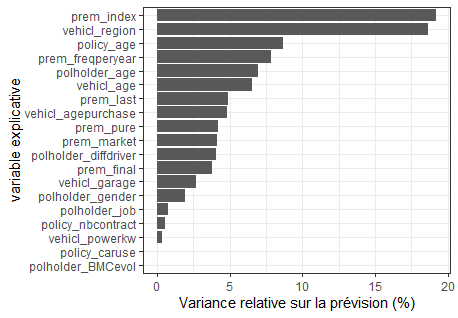 prem_index
vehicl_region
policy_age
prem_freqperyear
polholder_age
vehicl_age
prem_last
vehicl_agepurchase
prem_pure
prem_market
polholder_diffdriver
prem_final
vehicl_garage
polholder_gender
polholder_job
policy_nbcontract
vehicl_powerkw
policy_caruse
polholder_BMCevol
variable explicative
0 5 10 15 20
Variance relative sur la prévision (%)